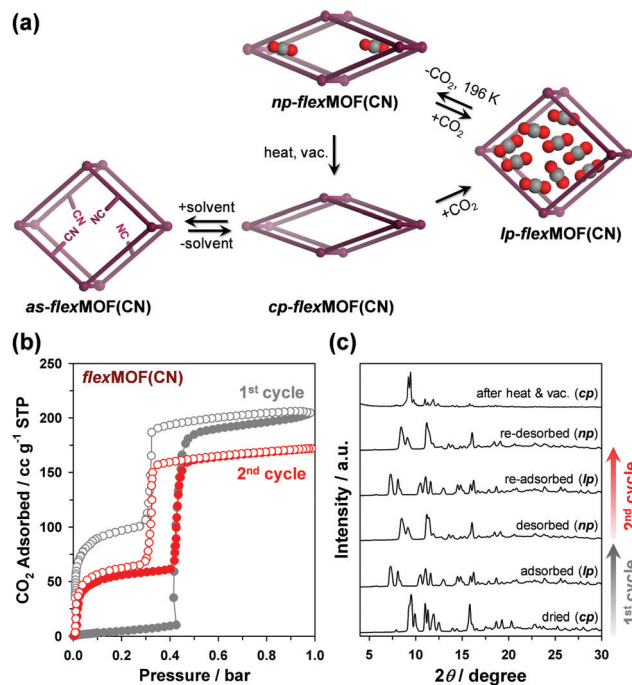 (a)
np-flexMOF(CN)
-CO2, 196 K
+CO2
heat, vac.
CN
CN
NC
NC
+solvent
-solvent
+CO2
lp-flexMOF(CN)
as-flexMOF(CN)
cp-flexMOF(CN)
(b)
flexMOF(CN)
1st cycle
2nd cycle
CO2 Adsorbed / cc g-1 STP
250
200
150
100
50
0
0.0 0.2 0.4 0.6 0.8 1.0
Pressure / bar
(c)
after heat & vac. (cp)
re-desorbed (np)
re-adsorbed (lp)
desorbed (np)
adsorbed (lp)
dried (cp)
Intensity / a.u.
2nd cycle
1st cycle
5 10 15 20 25 30
2θ / degree